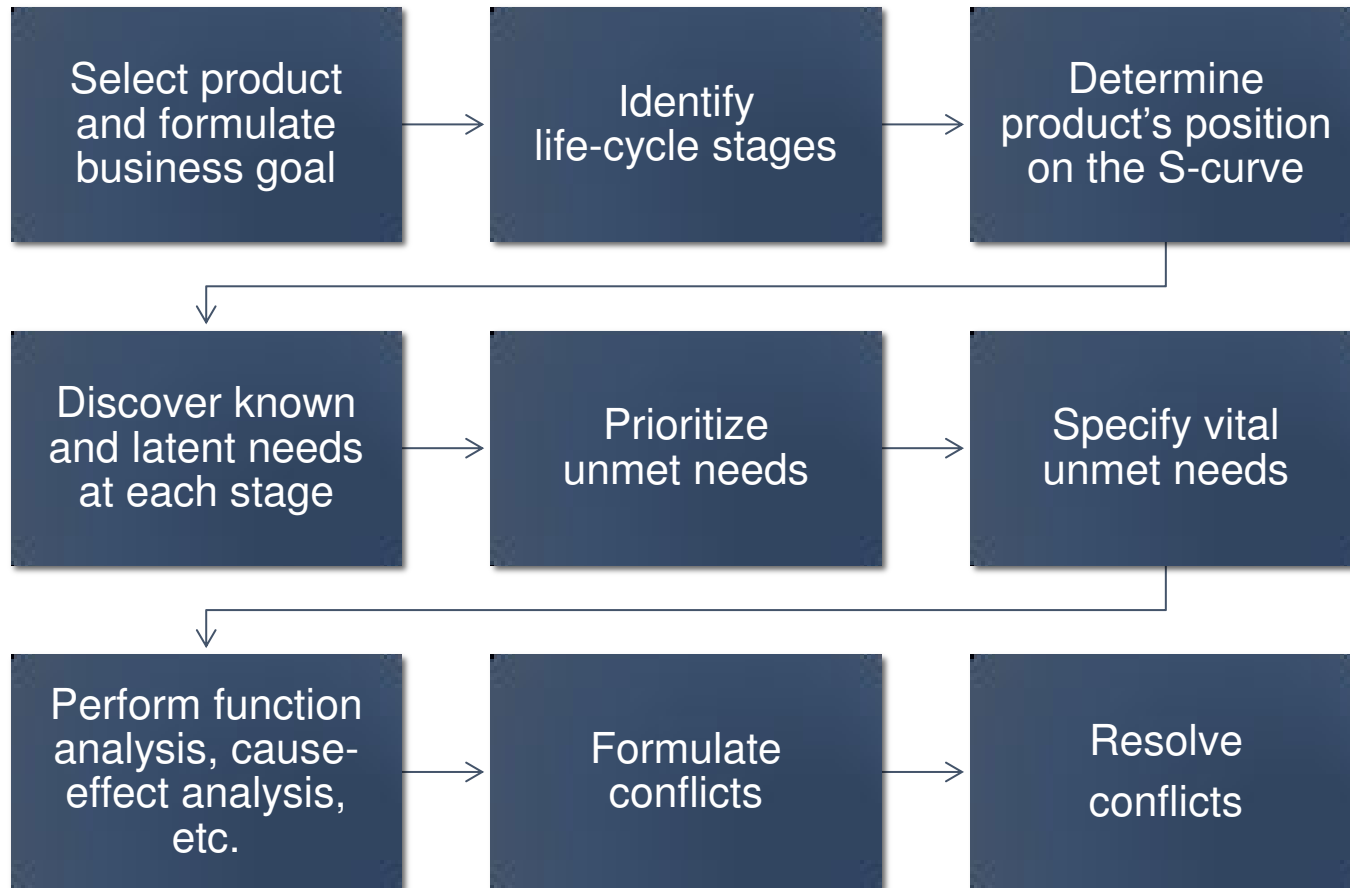 Select product
and formulate
business goal
Identify
life-cycle stages
Determine
product’s position
on the S-curve
Discover known
and latent needs
at each stage
Prioritize
unmet needs
Specify vital
unmet needs
Perform function
analysis, cause-
effect analysis,
etc.
Formulate
conflicts
Resolve
conflicts